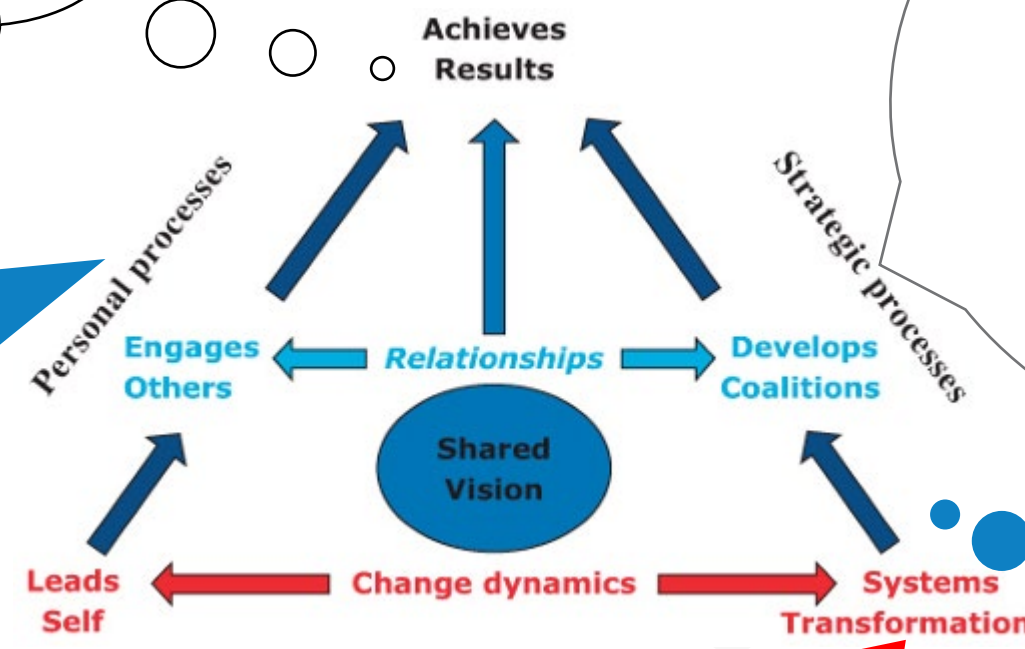 Achieves
Results
Personal processes
Strategic processes
Engages
Others
Relationships
Develops
Coalitions
Shared
Vision
Leads
Self
Change dynamics
Systems
Transformation